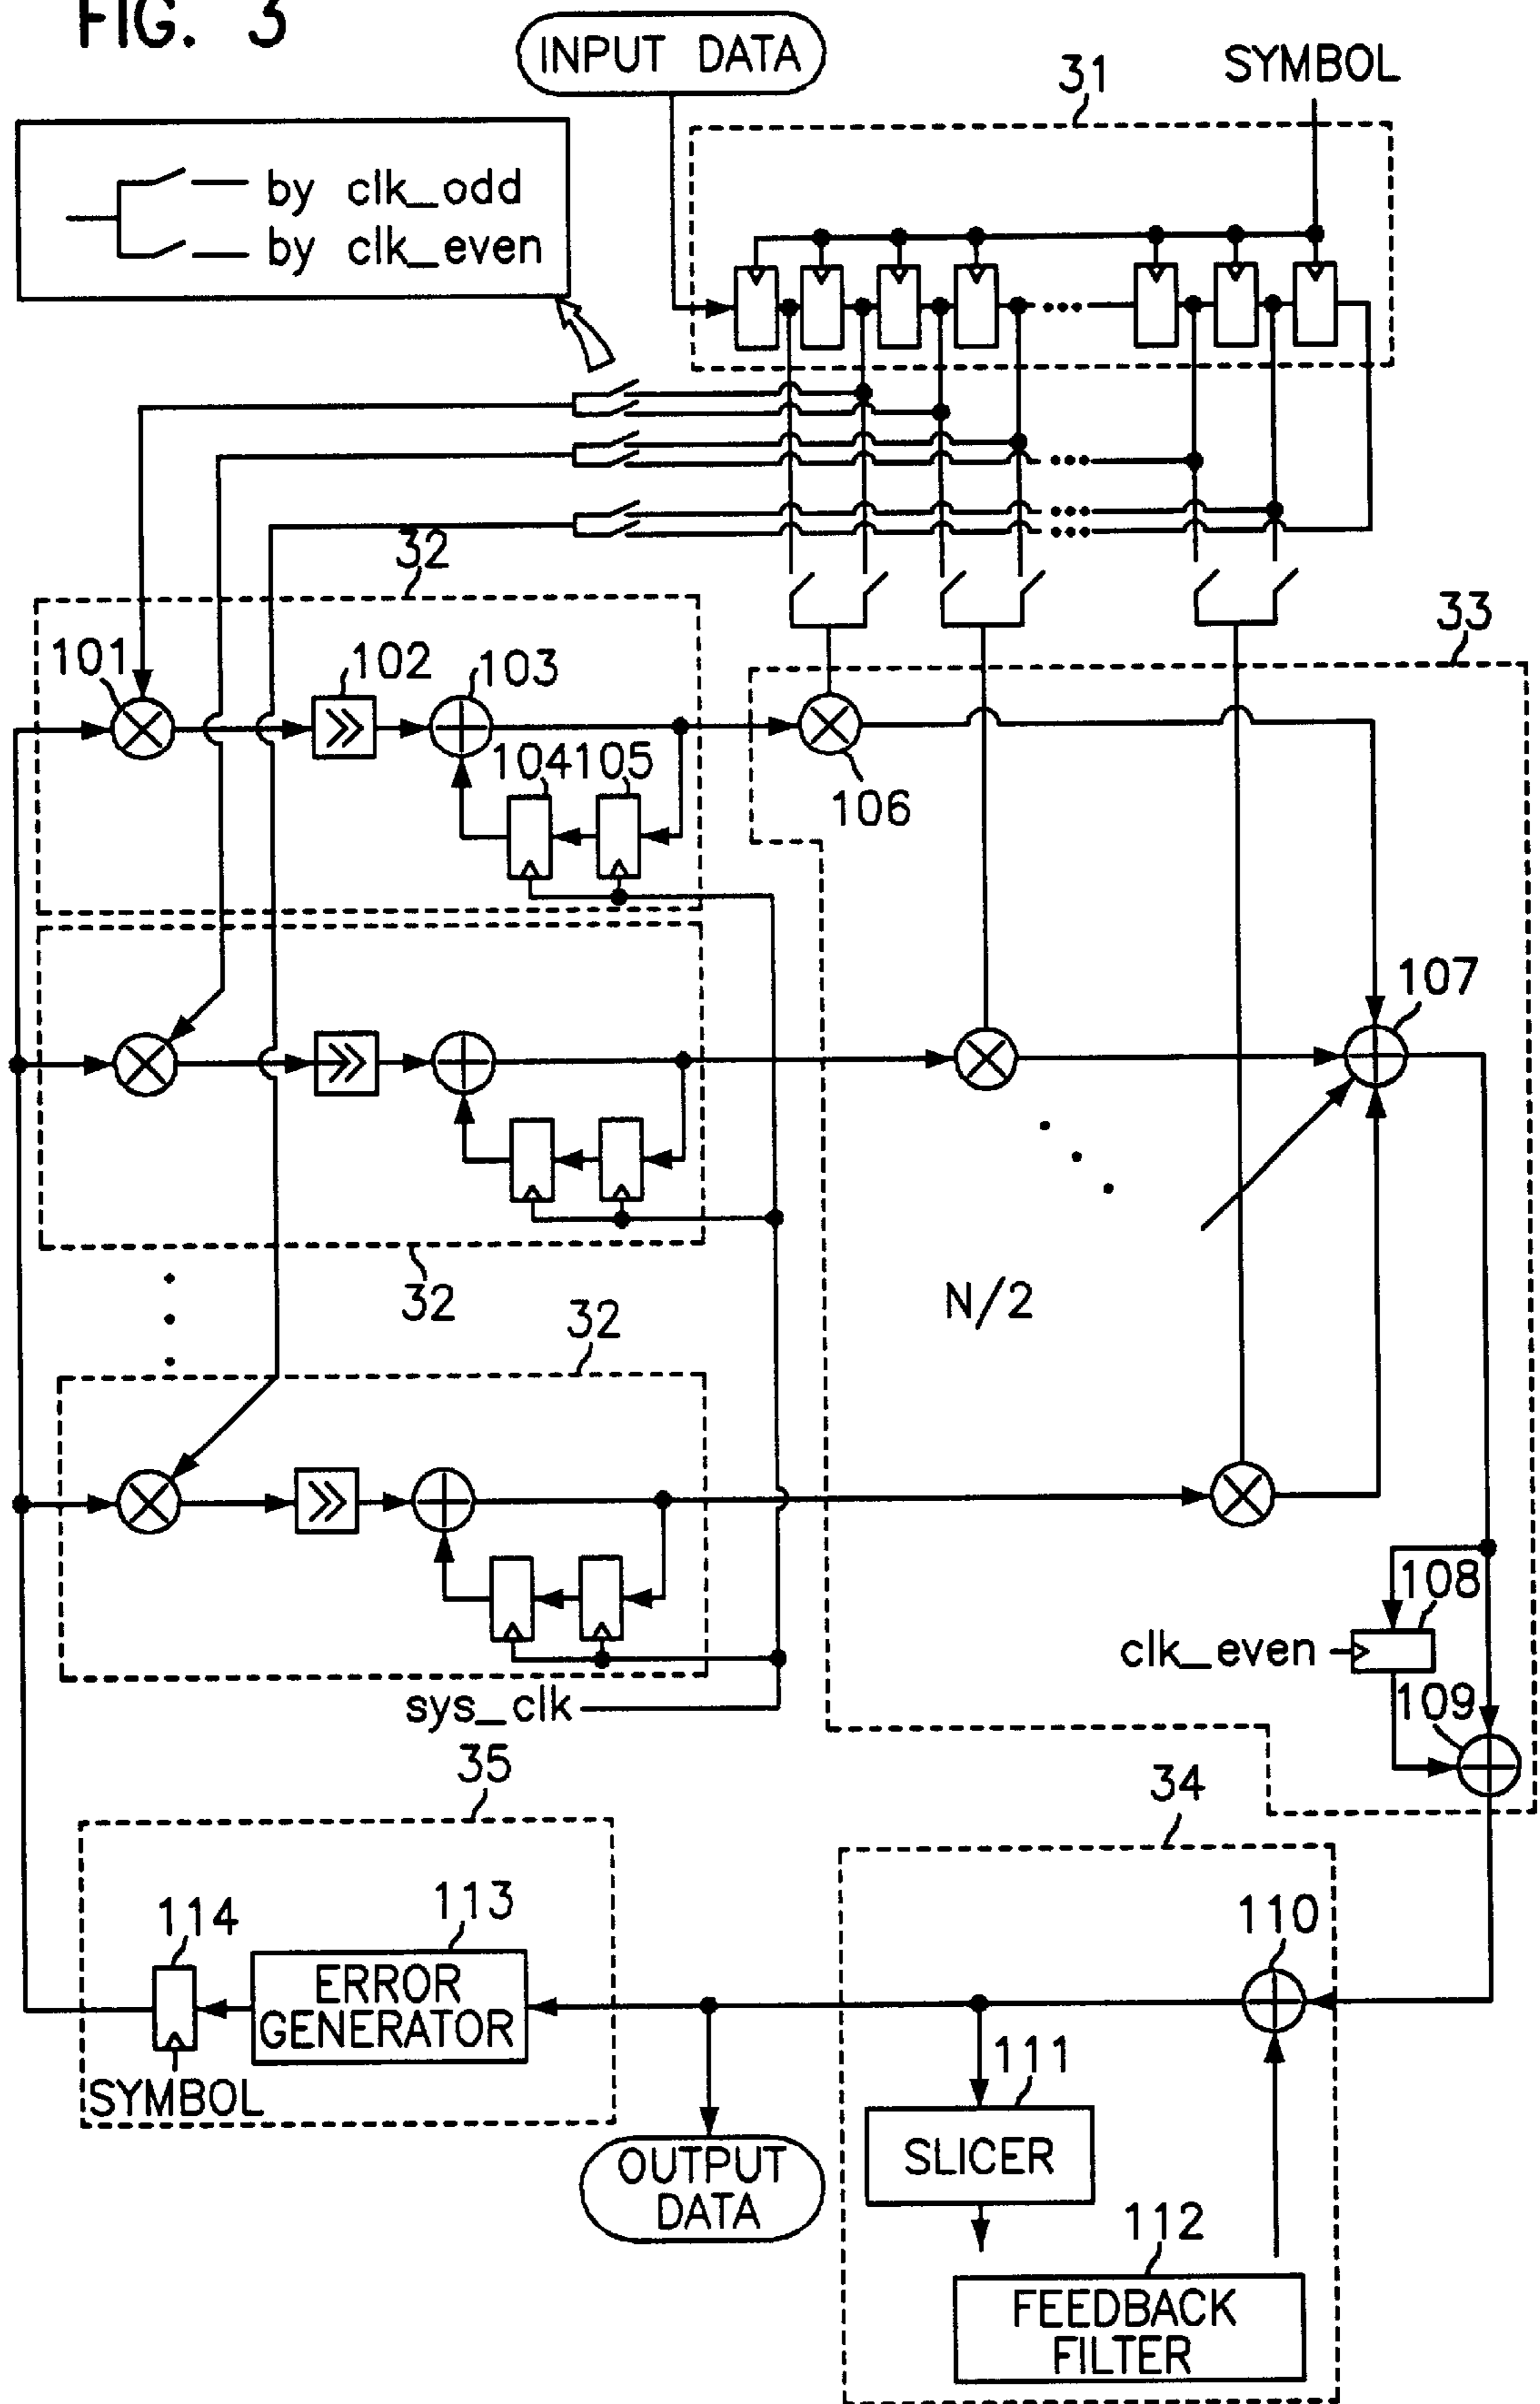 FIG. 3
INPUT DATA
31
SYMBOL
by clk_odd
by clk_even
32
33
101
102
103
104
105
106
107
32
N/2
32
108
clk_even
sys_clk
109
35
34
114
113
110
ERROR
GENERATOR
SYMBOL
111
OUTPUT
DATA
SLICER
112
FEEDBACK
FILTER